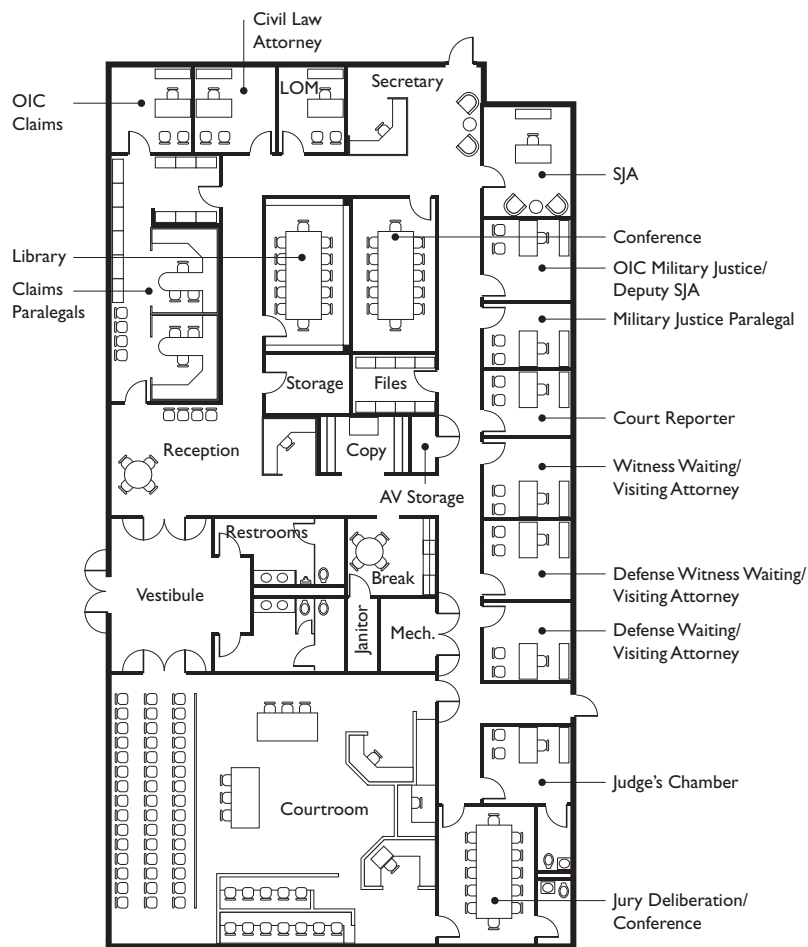 Civil Law
Attorney
OIC
Claims
LOM
Secretary
SJA
Conference
Library
OIC Military Justice/
Deputy SJA
Claims
Paralegals
Military Justice Paralegal
Storage
Files
Court Reporter
Reception
Copy
Witness Waiting/
Visiting Attorney
AV Storage
Restrooms
Break
Defense Witness Waiting/
Visiting Attorney
Vestibule
Janitor
Mech.
Defense Waiting/
Visiting Attorney
Judge's Chamber
Courtroom
Jury Deliberation/
Conference